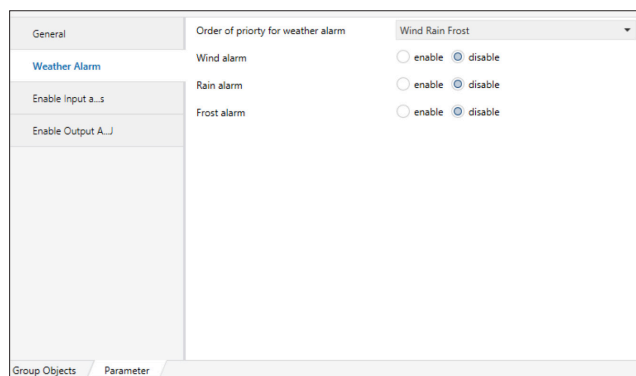 General
Weather Alarm
Enable Input a...s
Enable Output A...J
Order of priorty for weather alarm Wind Rain Frost
Wind alarm enable disable
Rain alarm enable disable
Frost alarm enable disable
Group Objects Parameter